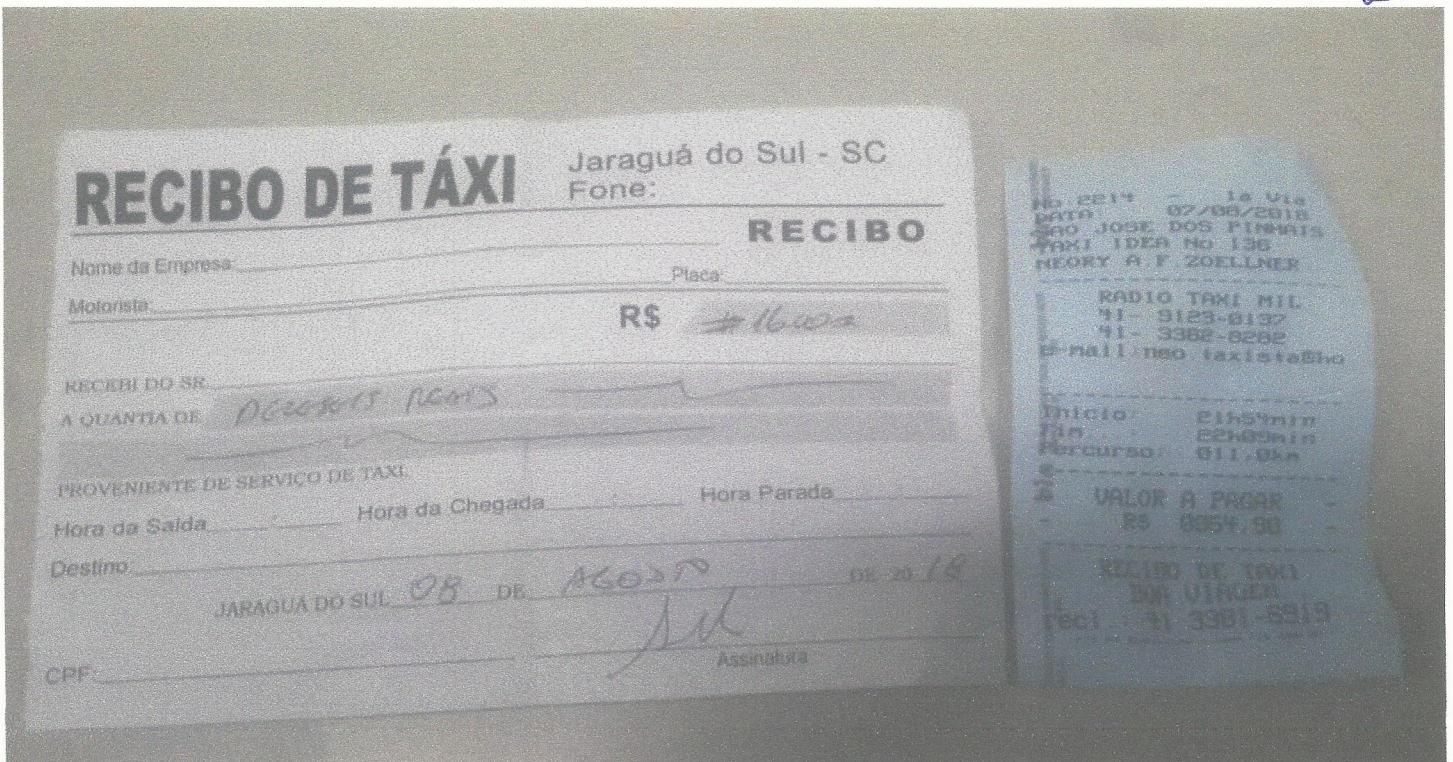 RECIBO DE TÁXI
Jaraguá do Sul - SC
Fone:
RECIBO
Nome da Empresa:
Placa:
Motorista:
R$ #16,00#
RECEBI DO SR.
A QUANTIA DE DEZESSEIS REAIS
PROVENIENTE DE SERVIÇO DE TAXI.
Hora da Saída : Hora da Chegada : Hora Parada
Destino:
JARAGUÁ DO SUL 08 DE AGOSTO DE 20 18
CPF:
Assinatura
No 2214 - 1a Via
DATA: 07/08/2018
SAO JOSE DOS PINHAIS
TAXI IDEA No 136
NEORY A F ZOELLNER
RADIO TAXI MIL
41- 9123-0137
41- 3382-8282
e-mail:neo taxista@ho
Inicio: 21h54min
Fim : 22h09min
Percurso: 011.0km
VALOR A PAGAR
- R$ 0054.90 -
RECIBO DE TAXI
BOA VIAGEM
recl.: 41 3381-6919